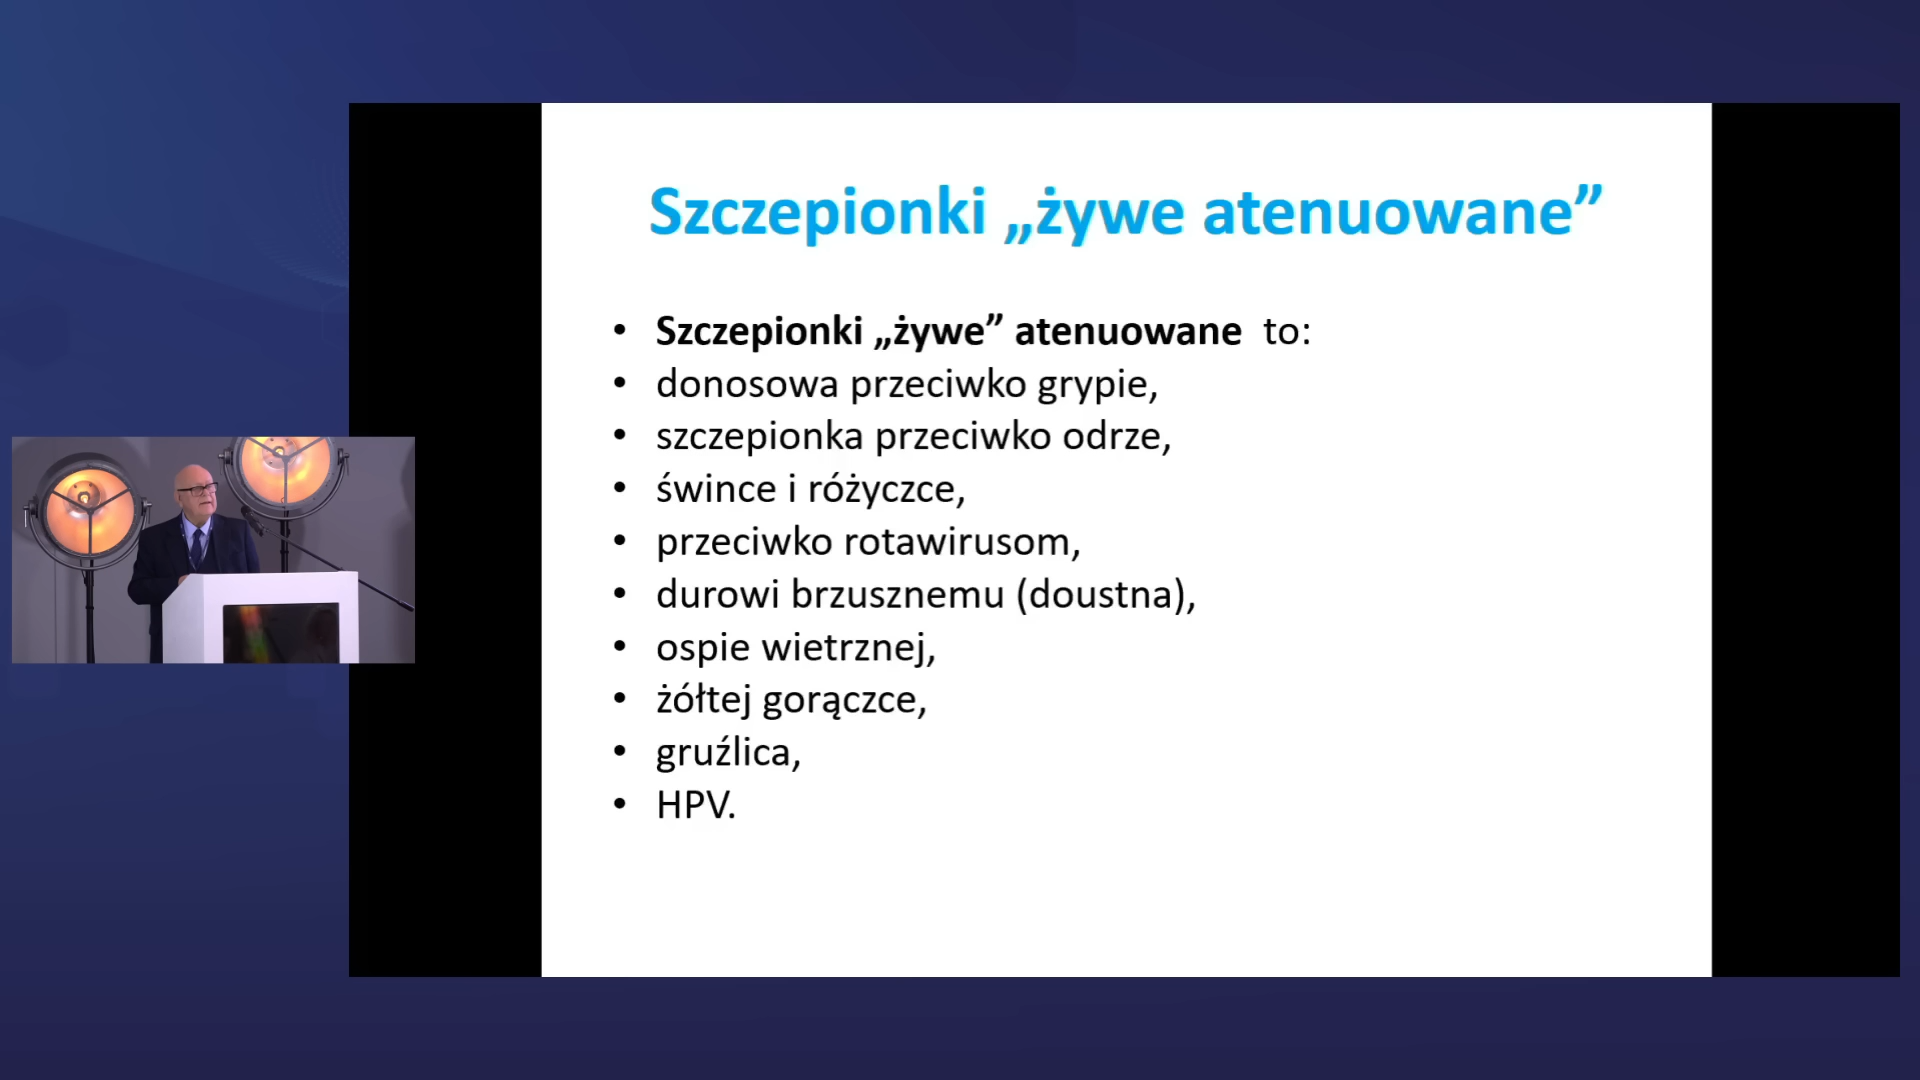 Szczepionki „żywe atenuowane”
• Szczepionki „żywe” atenuowane to:
• donosowa przeciwko grypie,
• szczepionka przeciwko odrze,
• śwince i różyczce,
• przeciwko rotawirusom,
• durowi brzusznemu (doustna),
• ospie wietrznej,
• żółtej gorączce,
• gruźlica,
• HPV.